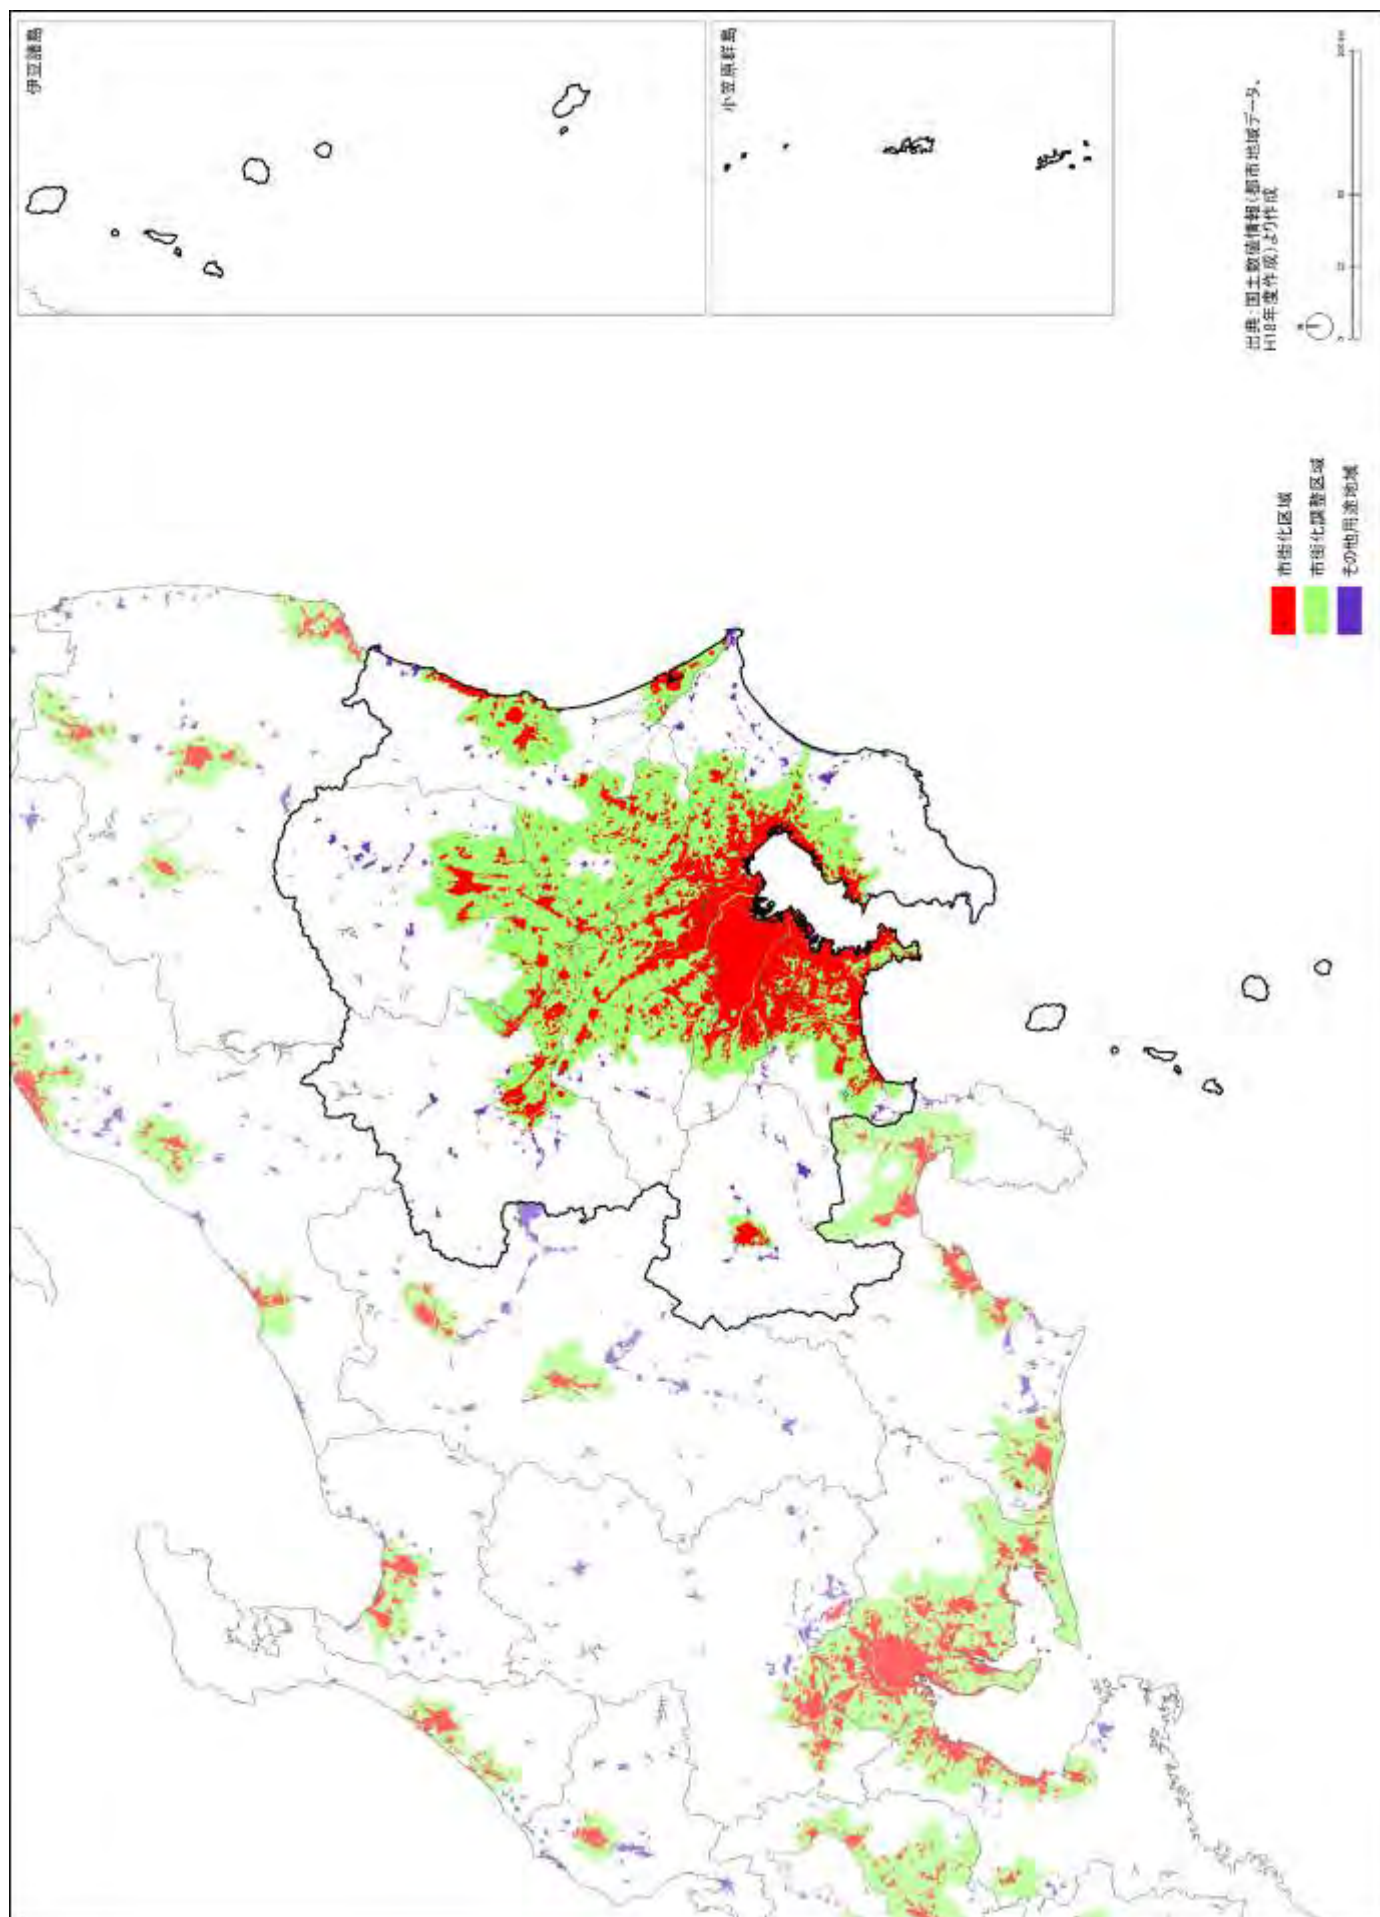 伊豆諸島
小笠原群島
出典：国土数値情報（都市地域データ、
H18年度作成）より作成
市街化区域
市街化調整区域
その他用途地域